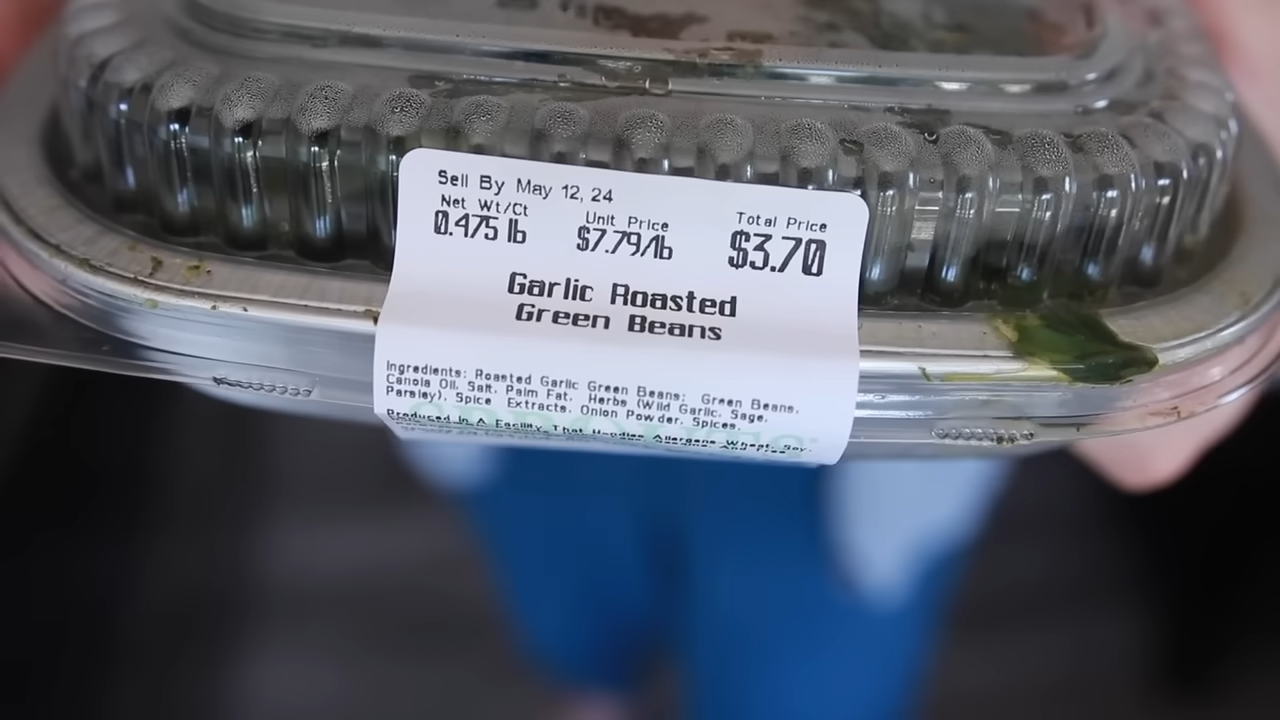 Sell By May 12, 24
Net Wt/Ct Unit Price Total Price
0.475 lb $7.79/lb $3.70
Garlic Roasted
Green Beans
Ingredients: Roasted Garlic Green Beans: Green Beans,
Canola Oil, Salt, Palm Fat, Herbs (Wild Garlic, Sage,
Parsley), Spice Extracts, Onion Powder, Spices.
Produced In A Facility That Handles Allergens Wheat, Soy,
And Tree